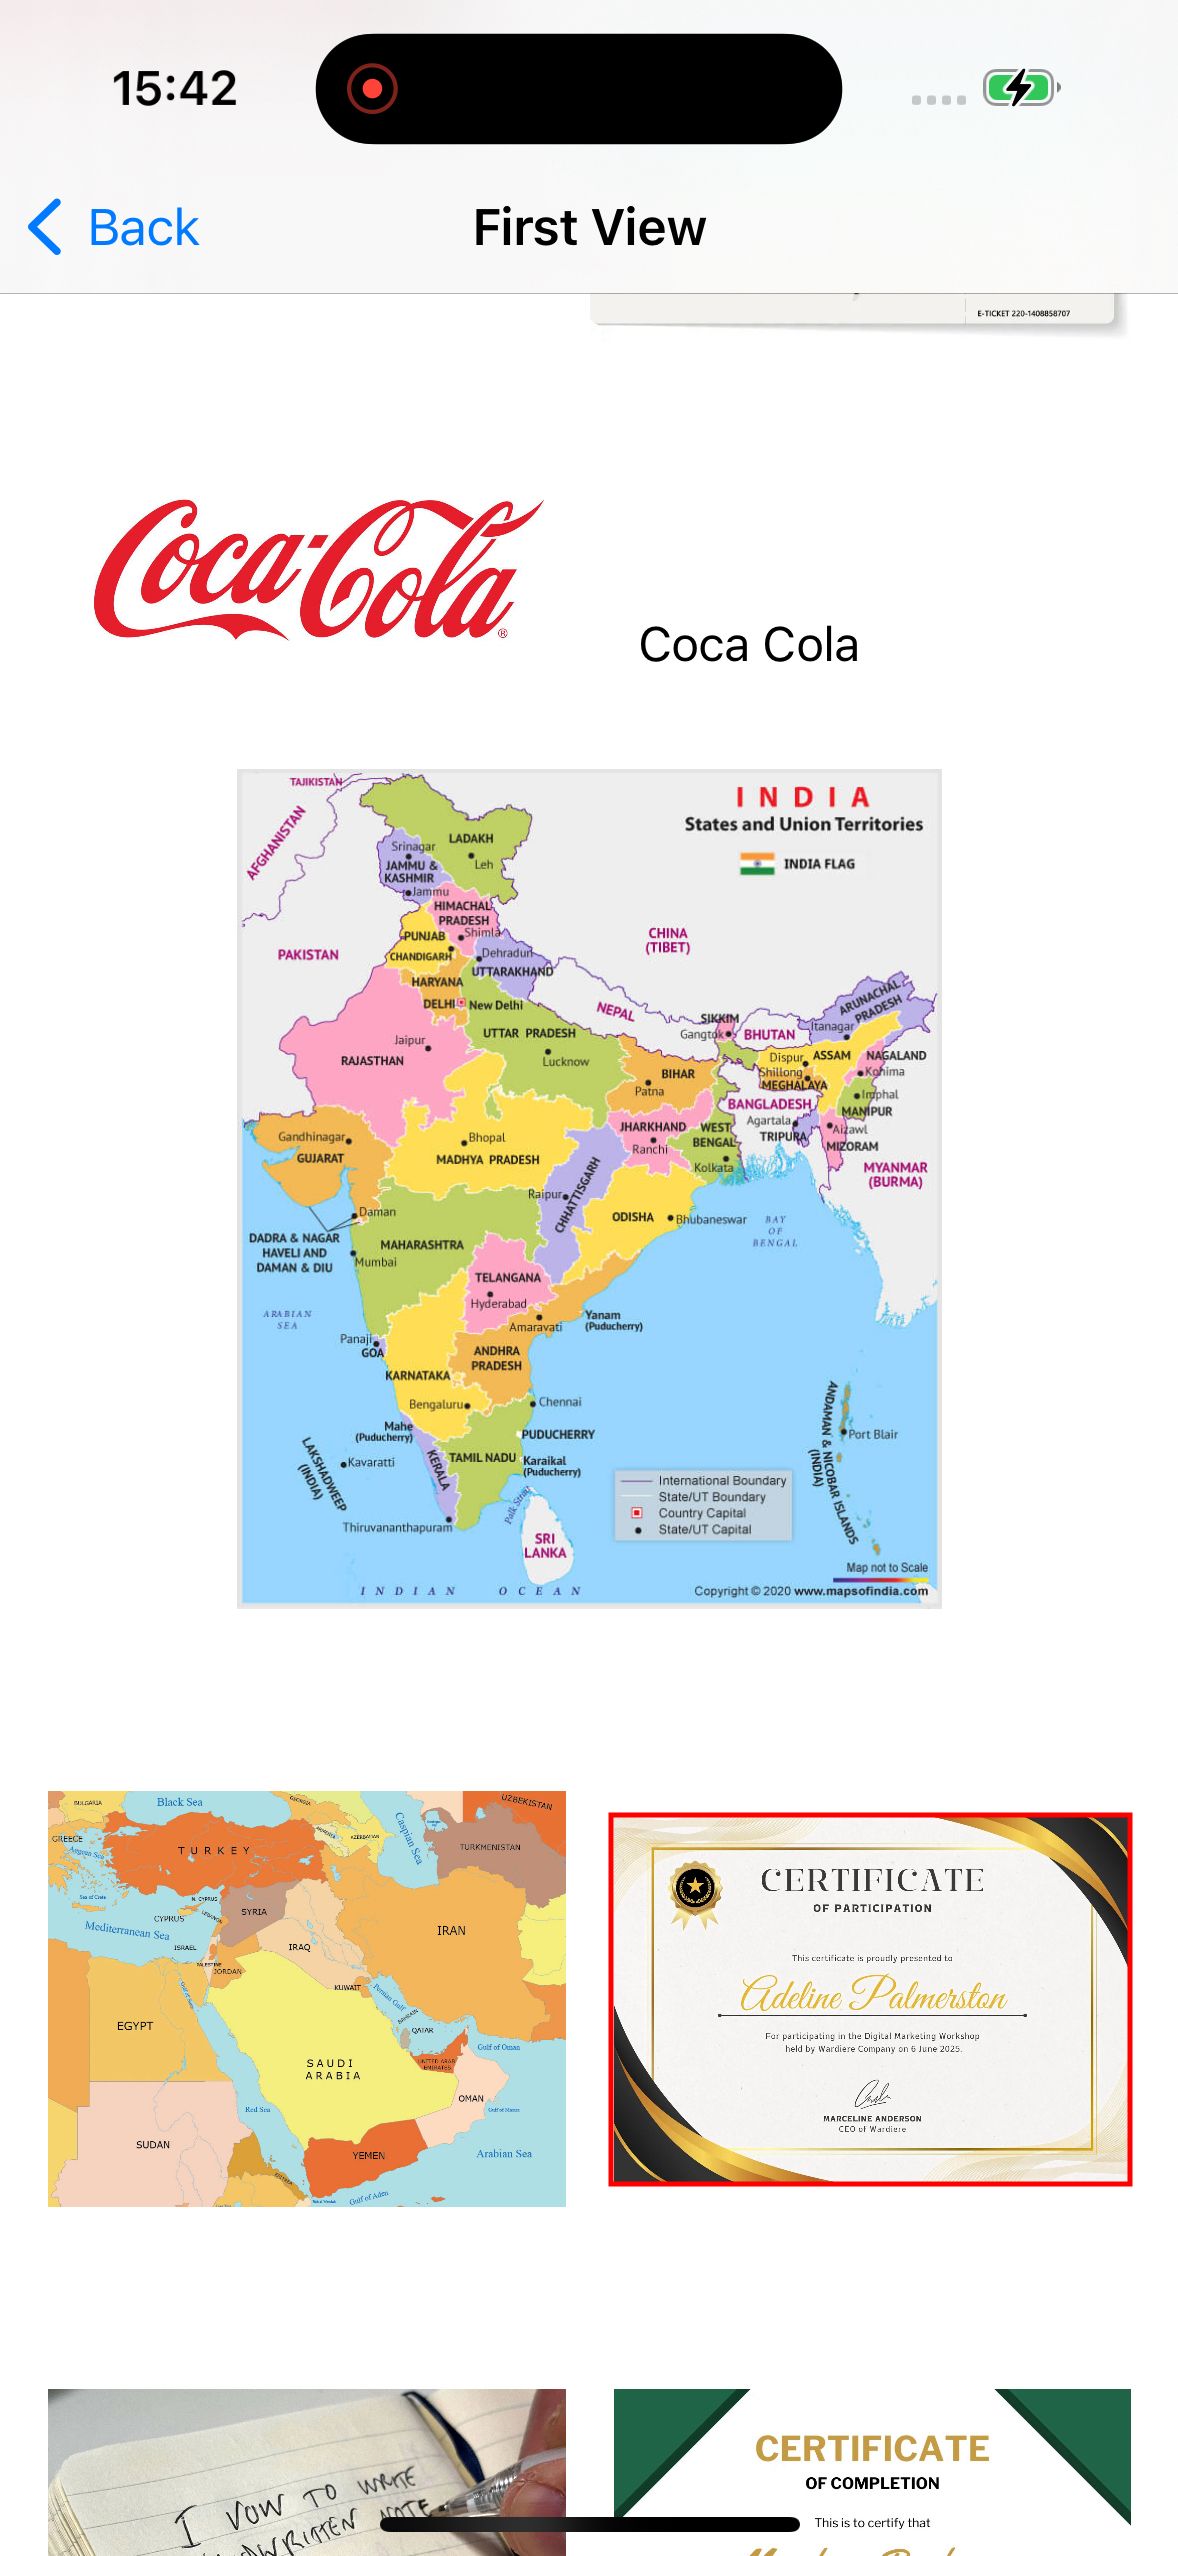 15:42
Back
First View
E-TICKET 220-1408858707
Coca-Cola
®
Coca Cola
INDIA
States and Union Territories
INDIA FLAG
TAJIKISTAN
AFGHANISTAN
LADAKH
Srinagar
Leh
JAMMU &
KASHMIR
Jammu
HIMACHAL
PRADESH
PUNJAB
Shimla
CHINA
(TIBET)
PAKISTAN
CHANDIGARH
Dehradun
UTTARAKHAND
HARYANA
DELHI
New Delhi
NEPAL
ARUNACHAL
PRADESH
SIKKIM
Gangtok
BHUTAN
Itanagar
UTTAR PRADESH
Jaipur
RAJASTHAN
Lucknow
Dispur
ASSAM
NAGALAND
BIHAR
Shillong
Kohima
MEGHALAYA
Patna
Imphal
BANGLADESH
MANIPUR
JHARKHAND
WEST
BENGAL
Agartala
TRIPURA
Aizawl
MIZORAM
Gandhinagar
Bhopal
Ranchi
GUJARAT
MADHYA PRADESH
Kolkata
MYANMAR
(BURMA)
Raipur
CHHATTISGARH
Daman
ODISHA
Bhubaneswar
BAY
OF
BENGAL
DADRA & NAGAR
HAVELI AND
DAMAN & DIU
MAHARASHTRA
Mumbai
TELANGANA
Hyderabad
ARABIAN
SEA
Yanam
(Puducherry)
Amaravati
Panaji
GOA
ANDHRA
PRADESH
KARNATAKA
Bengaluru
Chennai
Mahe
(Puducherry)
PUDUCHERRY
ANDAMAN & NICOBAR ISLANDS
(INDIA)
Port Blair
LAKSHADWEEP
(INDIA)
Kavaratti
KERALA
TAMIL NADU
Karaikal
(Puducherry)
Palk Strait
Thiruvananthapuram
SRI
LANKA
International Boundary
State/UT Boundary
Country Capital
State/UT Capital
Map not to Scale
INDIAN OCEAN
Copyright © 2020 www.mapsofindia.com
BULGARIA
Black Sea
GEORGIA
UZBEKISTAN
Caspian Sea
GREECE
Aegean Sea
TURKEY
ARMENIA
AZERBAIJAN
TURKMENISTAN
Sea of Crete
N. CYPRUS
CYPRUS
LEBANON
SYRIA
Mediterranean Sea
ISRAEL
IRAQ
IRAN
PALESTINE
JORDAN
KUWAIT
Persian Gulf
BAHRAIN
EGYPT
QATAR
Gulf of Oman
SAUDI
ARABIA
UNITED ARAB
EMIRATES
OMAN
Red Sea
SUDAN
YEMEN
Arabian Sea
ERITREA
Gulf of Aden
CERTIFICATE
OF PARTICIPATION
This certificate is proudly presented to
Adeline Palmerston
For participating in the Digital Marketing Workshop
held by Wardiere Company on 6 June 2025.
MARCELINE ANDERSON
CEO of Wardiere
I VOW TO WRITE
NOTE
CERTIFICATE
OF COMPLETION
This is to certify that